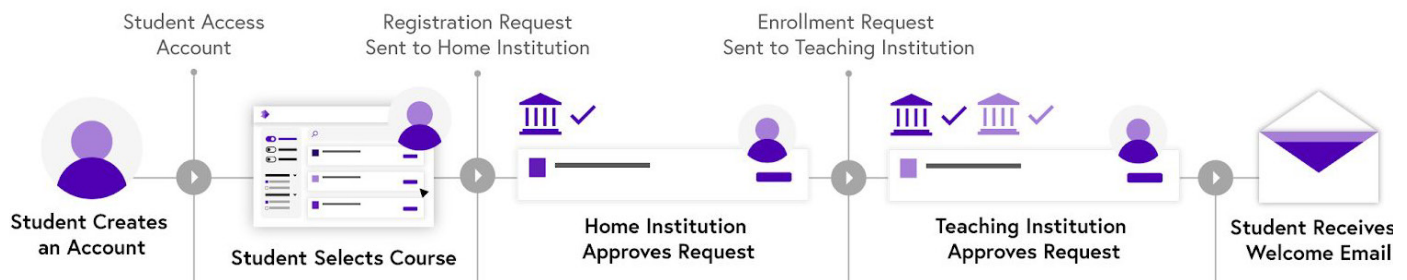 Student Access
Account
Registration Request
Sent to Home Institution
Enrollment Request
Sent to Teaching Institution
Student Creates
an Account
Student Selects Course
Home Institution
Approves Request
Teaching Institution
Approves Request
Student Receives
Welcome Email